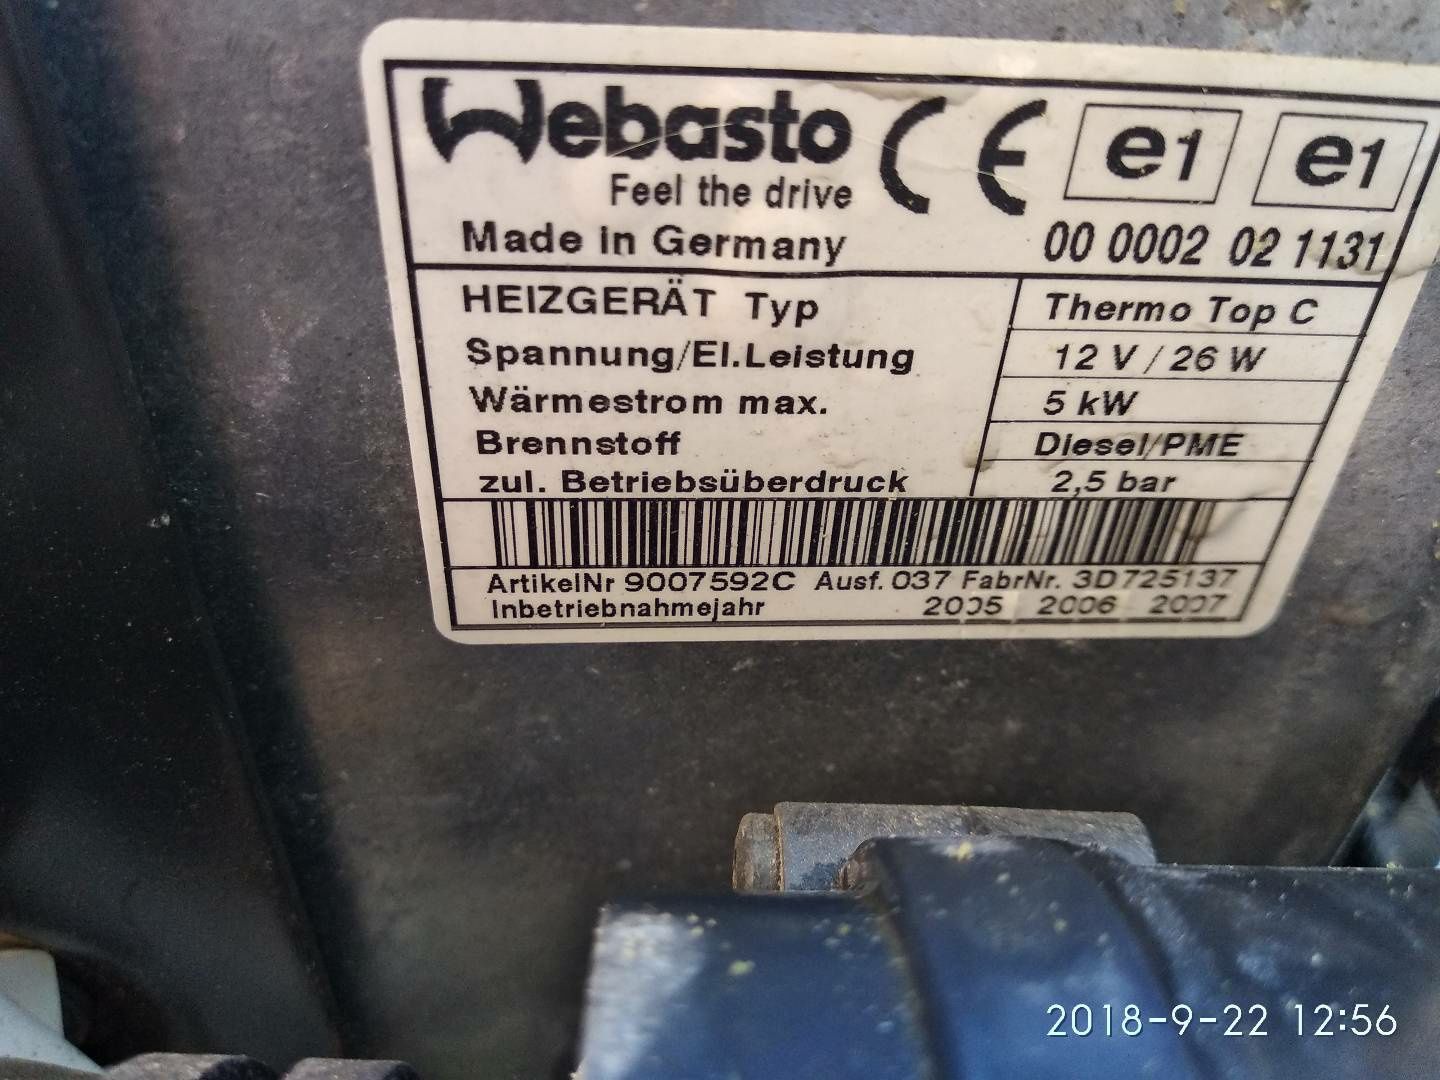 Webasto CE e1 e1
Feel the drive
Made in Germany 00 0002 02 1131
HEIZGERÄT Typ Thermo Top C
Spannung/El.Leistung 12 V / 26 W
Wärmestrom max. 5 kW
Brennstoff Diesel/PME
zul. Betriebsüberdruck 2,5 bar
ArtikelNr 9007592C Ausf. 037 FabrNr. 3D725137
Inbetriebnahmejahr 2005 2006 2007
2018-9-22 12:56